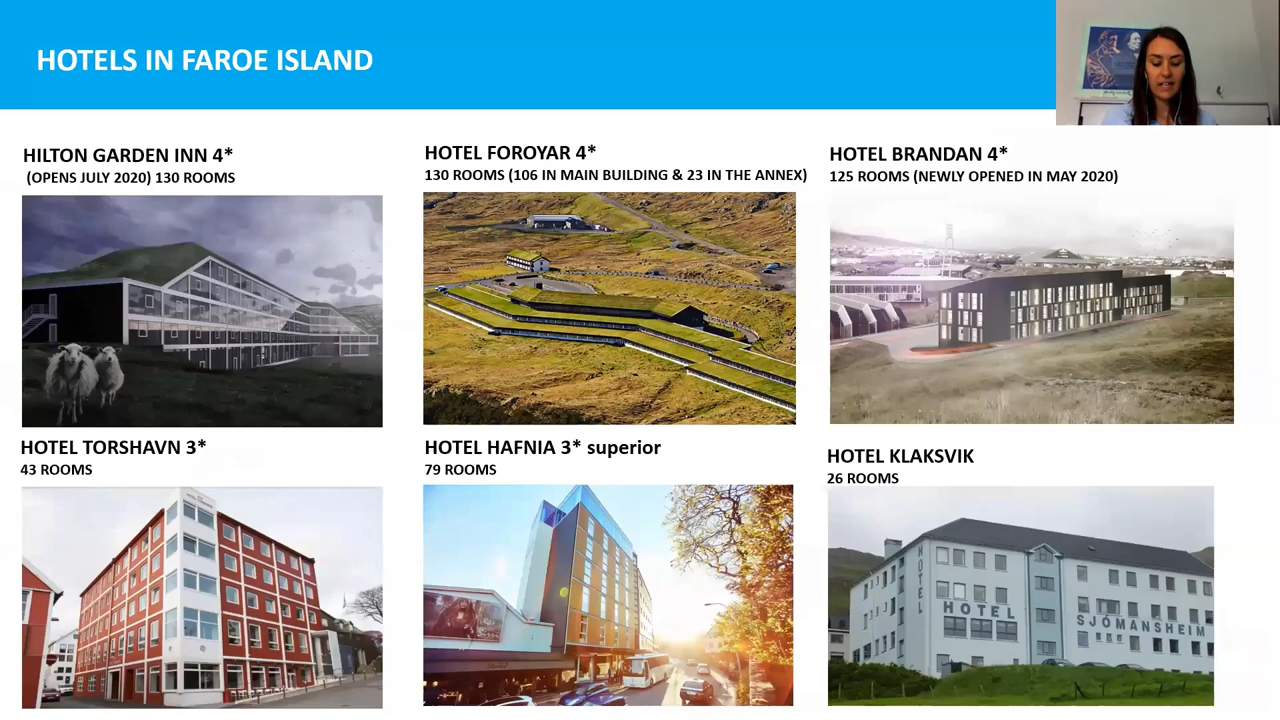 HOTELS IN FAROE ISLAND
HILTON GARDEN INN 4*
(OPENS JULY 2020) 130 ROOMS
HOTEL FOROYAR 4*
130 ROOMS (106 IN MAIN BUILDING & 23 IN THE ANNEX)
HOTEL BRANDAN 4*
125 ROOMS (NEWLY OPENED IN MAY 2020)
HOTEL TORSHAVN 3*
43 ROOMS
HOTEL HAFNIA 3* superior
79 ROOMS
HOTEL KLAKSVIK
26 ROOMS
HOTEL
HOTEL
SJÓMANSHEIM